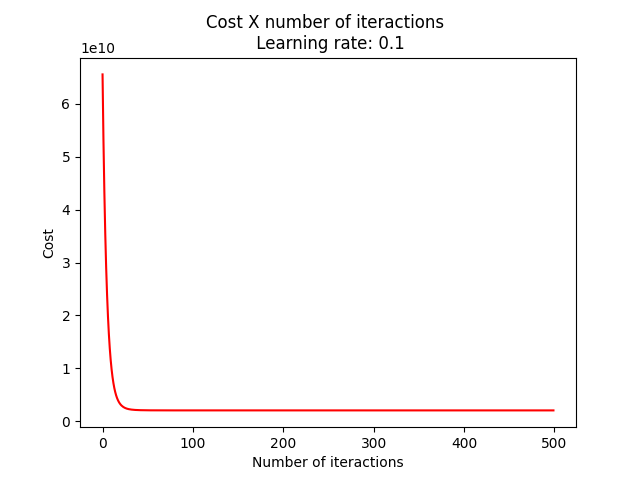 Cost X number of iteractions
Learning rate: 0.1
1e10
6
5
4
3
2
1
0
Cost
0 100 200 300 400 500
Number of iteractions